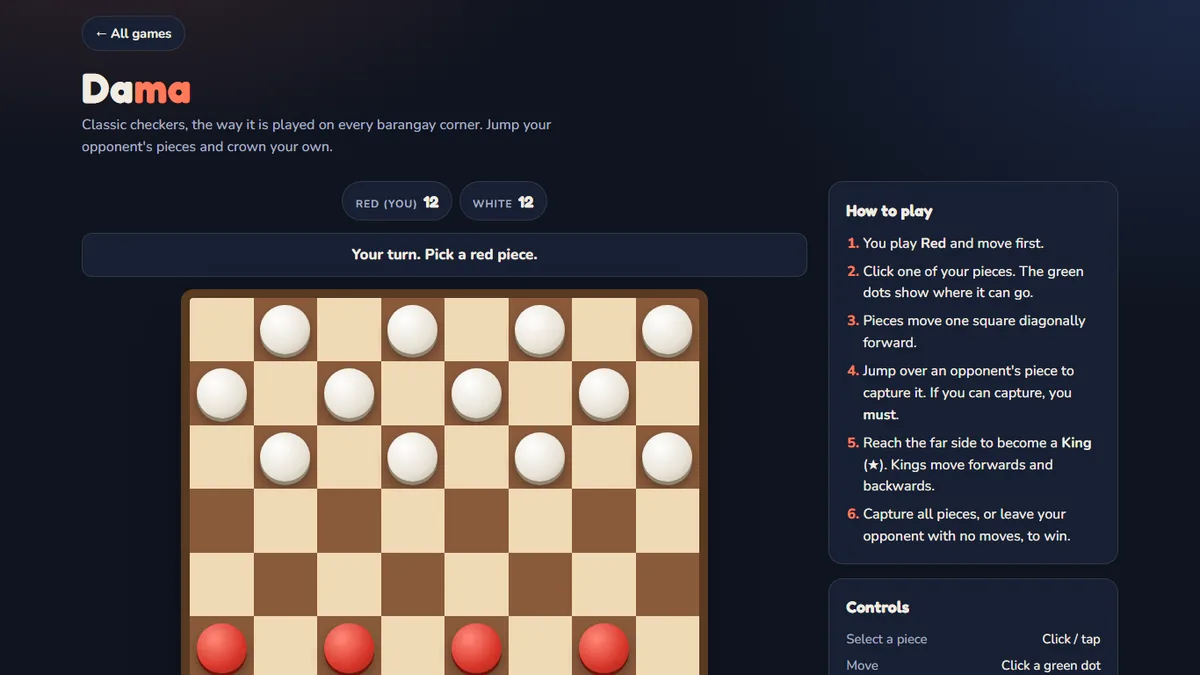 ← All games
Dama
Classic checkers, the way it is played on every barangay corner. Jump your
opponent's pieces and crown your own.
RED (YOU) 12
WHITE 12
Your turn. Pick a red piece.
How to play
1. You play Red and move first.
2. Click one of your pieces. The green
dots show where it can go.
3. Pieces move one square diagonally
forward.
4. Jump over an opponent's piece to
capture it. If you can capture, you
must.
5. Reach the far side to become a King
(★). Kings move forwards and
backwards.
6. Capture all pieces, or leave your
opponent with no moves, to win.
Controls
Select a piece Click / tap
Move Click a green dot